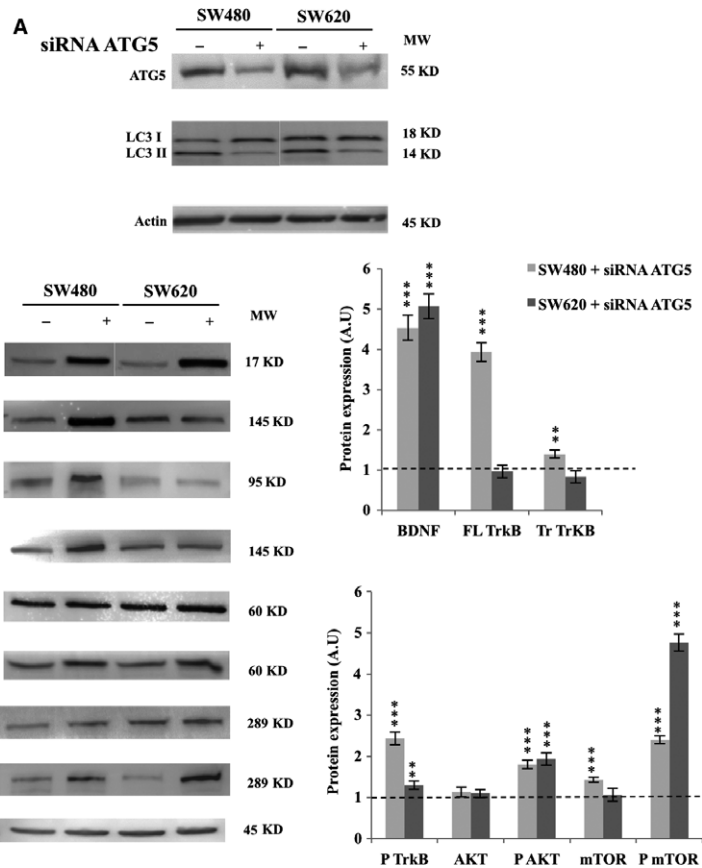 A
SW480 SW620
siRNA ATG5 – + – + MW
ATG5 55 KD
LC3 I 18 KD
LC3 II 14 KD
Actin 45 KD
SW480 SW620
– + – + MW
17 KD
145 KD
95 KD
145 KD
60 KD
60 KD
289 KD
289 KD
45 KD
SW480 + siRNA ATG5
SW620 + siRNA ATG5
Protein expression (A.U)
6
5
4
3
2
1
0
*** *** *** **
BDNF FL TrkB Tr TrKB
Protein expression (A.U)
6
5
4
3
2
1
0
*** ** *** *** *** *** ***
P TrkB AKT P AKT mTOR P mTOR